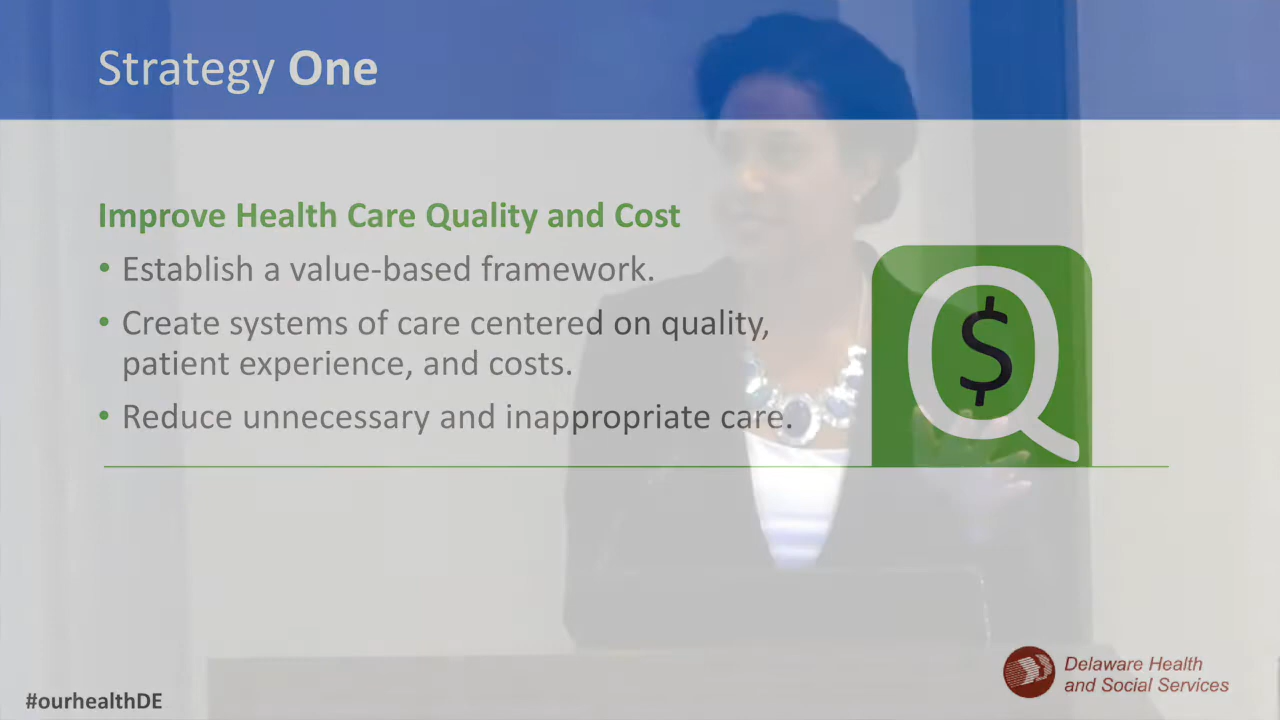 Strategy One
Improve Health Care Quality and Cost
• Establish a value-based framework.
• Create systems of care centered on quality,
patient experience, and costs.
• Reduce unnecessary and inappropriate care.
Q
$
Delaware Health
and Social Services
#ourhealthDE